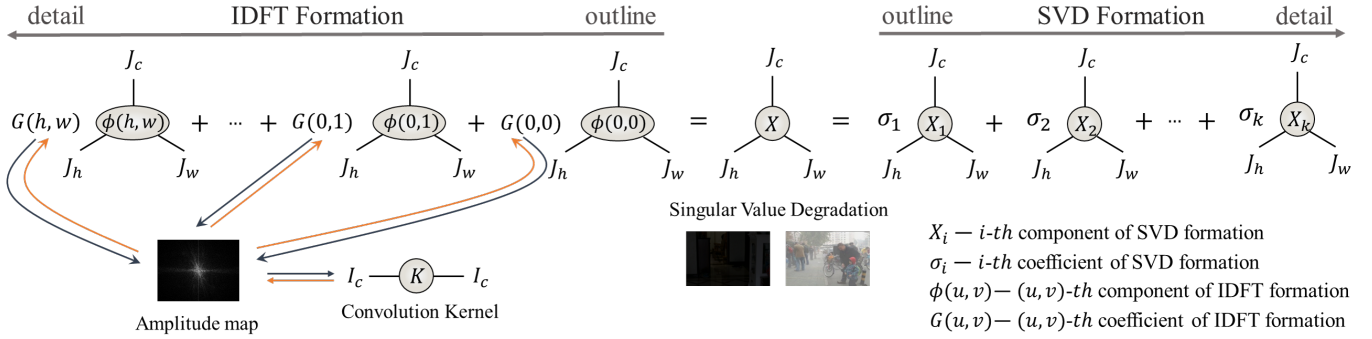 detail IDFT Formation outline outline SVD Formation detail
J_c J_c J_c J_c J_c J_c J_c
G(h,w) ϕ(h,w) + ··· + G(0,1) ϕ(0,1) + G(0,0) ϕ(0,0) = X = σ_1 X_1 + σ_2 X_2 + ··· + σ_k X_k
J_h J_w J_h J_w J_h J_w J_h J_w J_h J_w J_h J_w J_h J_w
Singular Value Degradation
X_i − i-th component of SVD formation
σ_i − i-th coefficient of SVD formation
I_c K I_c
ϕ(u,v)− (u,v)-th component of IDFT formation
Convolution Kernel
G(u,v)− (u,v)-th coefficient of IDFT formation
Amplitude map